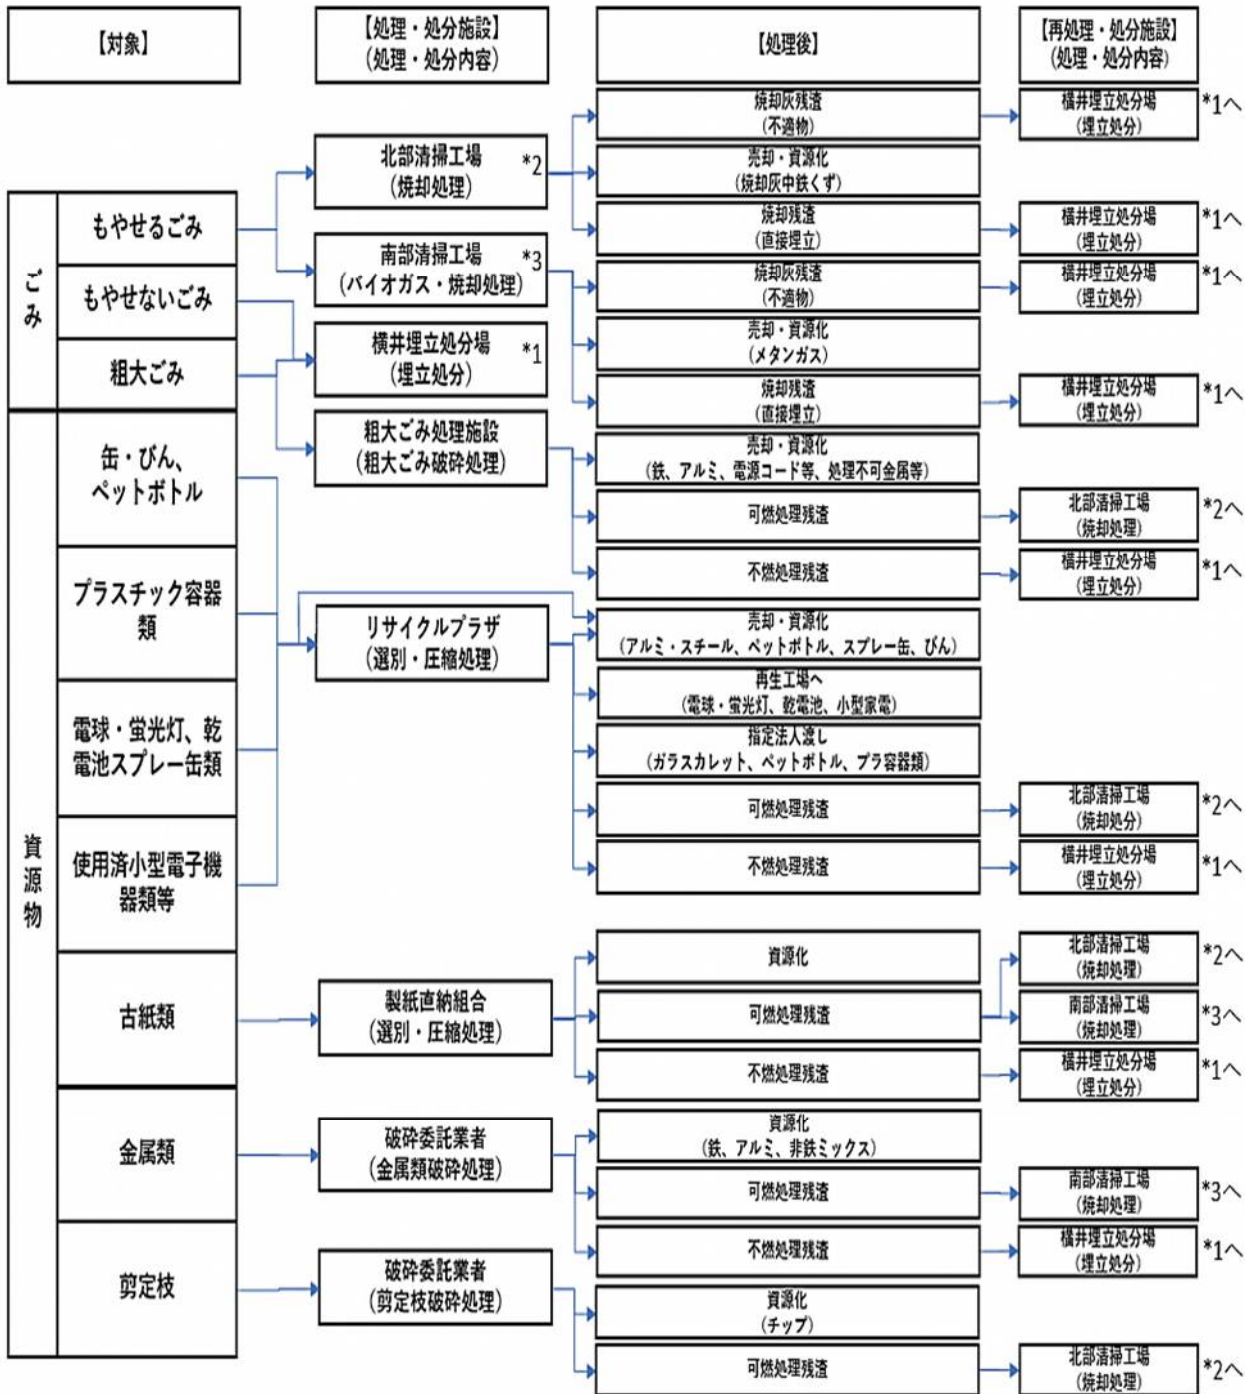 【対象】
【処理・処分施設】
(処理・処分内容)
【処理後】
【再処理・処分施設】
(処理・処分内容)
ごみ
もやせるごみ
もやせないごみ
粗大ごみ
資源物
缶・びん、
ペットボトル
プラスチック容器
類
電球・蛍光灯、乾
電池スプレー缶類
使用済小型電子機
器類等
古紙類
金属類
剪定枝
北部清掃工場
(焼却処理)
*2
南部清掃工場
(バイオガス・焼却処理)
*3
横井埋立処分場
(埋立処分)
*1
粗大ごみ処理施設
(粗大ごみ破砕処理)
リサイクルプラザ
(選別・圧縮処理)
製紙直納組合
(選別・圧縮処理)
破砕委託業者
(金属類破砕処理)
破砕委託業者
(剪定枝破砕処理)
焼却灰残渣
(不適物)
横井埋立処分場
(埋立処分)
*1へ
売却・資源化
(焼却灰中鉄くず)
焼却残渣
(直接埋立)
横井埋立処分場
(埋立処分)
*1へ
焼却灰残渣
(不適物)
横井埋立処分場
(埋立処分)
*1へ
売却・資源化
(メタンガス)
焼却残渣
(直接埋立)
横井埋立処分場
(埋立処分)
*1へ
売却・資源化
(鉄、アルミ、電源コード等、処理不可金属等)
可燃処理残渣
北部清掃工場
(焼却処理)
*2へ
不燃処理残渣
横井埋立処分場
(埋立処分)
*1へ
売却・資源化
(アルミ・スチール、ペットボトル、スプレー缶、びん)
再生工場へ
(電球・蛍光灯、乾電池、小型家電)
指定法人渡し
(ガラスカレット、ペットボトル、プラ容器類)
可燃処理残渣
北部清掃工場
(焼却処分)
*2へ
不燃処理残渣
横井埋立処分場
(埋立処分)
*1へ
資源化
北部清掃工場
(焼却処理)
*2へ
可燃処理残渣
南部清掃工場
(焼却処理)
*3へ
不燃処理残渣
横井埋立処分場
(埋立処分)
*1へ
資源化
(鉄、アルミ、非鉄ミックス)
可燃処理残渣
南部清掃工場
(焼却処理)
*3へ
不燃処理残渣
横井埋立処分場
(埋立処分)
*1へ
資源化
(チップ)
可燃処理残渣
北部清掃工場
(焼却処理)
*2へ